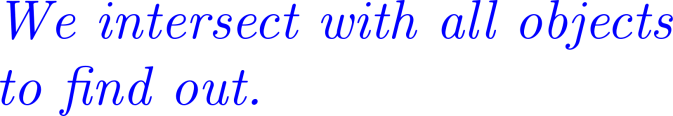 We intersect with all objects
to find out.